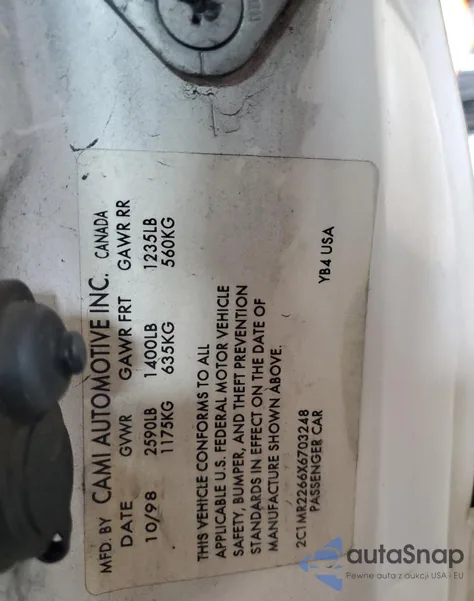 MFD. BY CAMI AUTOMOTIVE INC. CANADA
DATE GVWR GAWR FRT GAWR RR
10/98 2590LB 1400LB 1235LB
1175KG 635KG 560KG
THIS VEHICLE CONFORMS TO ALL
APPLICABLE U.S. FEDERAL MOTOR VEHICLE
SAFETY, BUMPER, AND THEFT PREVENTION
STANDARDS IN EFFECT ON THE DATE OF
MANUFACTURE SHOWN ABOVE.
2C1MR2266X6703248
PASSENGER CAR YB4 USA
autoSnap
Pewne auta z aukcji USA - EU